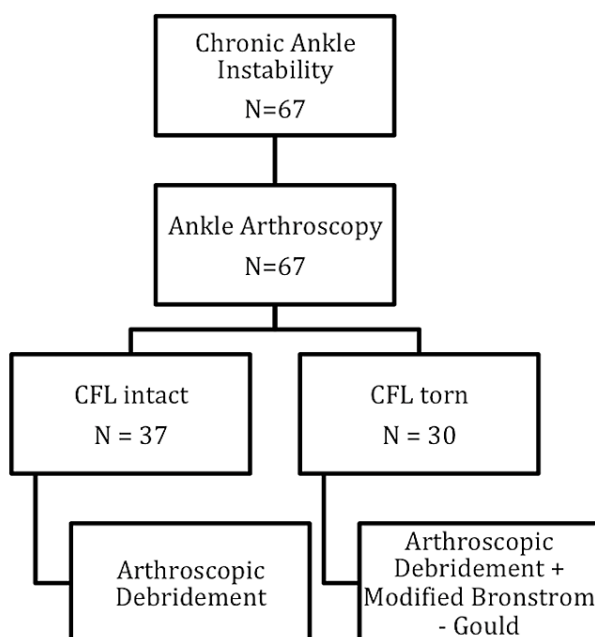 Chronic Ankle
Instability
N=67
Ankle Arthroscopy
N=67
CFL intact
N = 37
CFL torn
N = 30
Arthroscopic
Debridement
Arthroscopic
Debridement +
Modified Bronstrom
- Gould